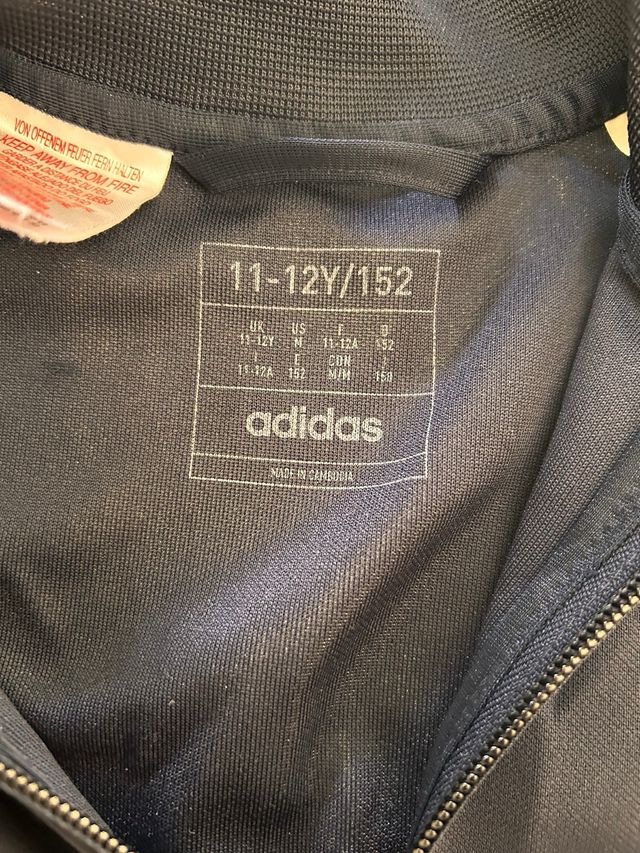 VON OFFENEM FEUER FERN HALTEN
KEEP AWAY FROM FIRE
11-12Y/152
UK US F D
11-12Y M 11-12A 152
I E CDN J
11-12A 152 M/M 150
adidas
MADE IN CAMBODIA